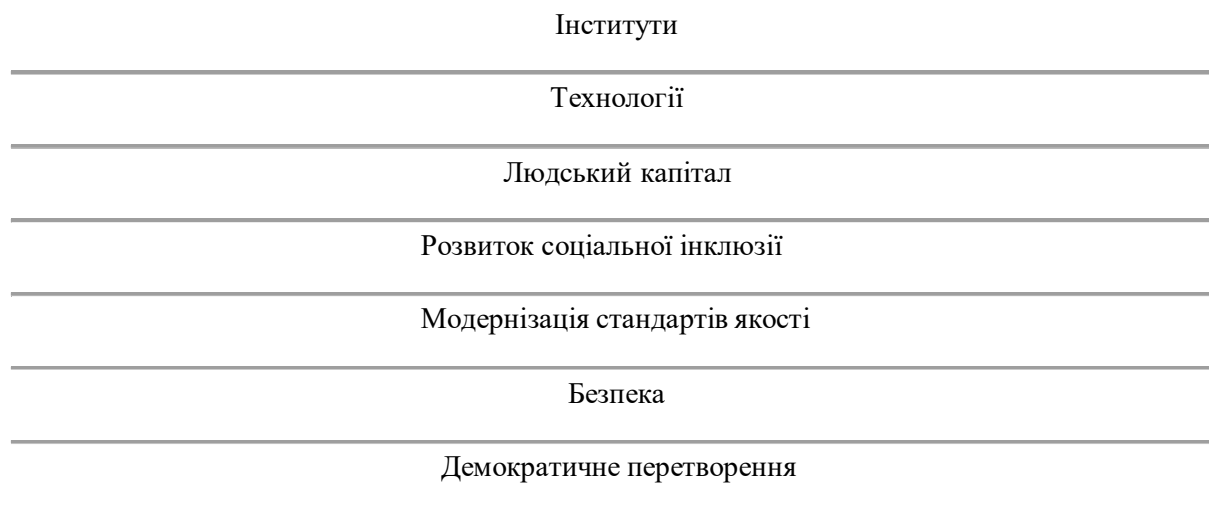 Інститути
Технології
Людський капітал
Розвиток соціальної інклюзії
Модернізація стандартів якості
Безпека
Демократичне перетворення